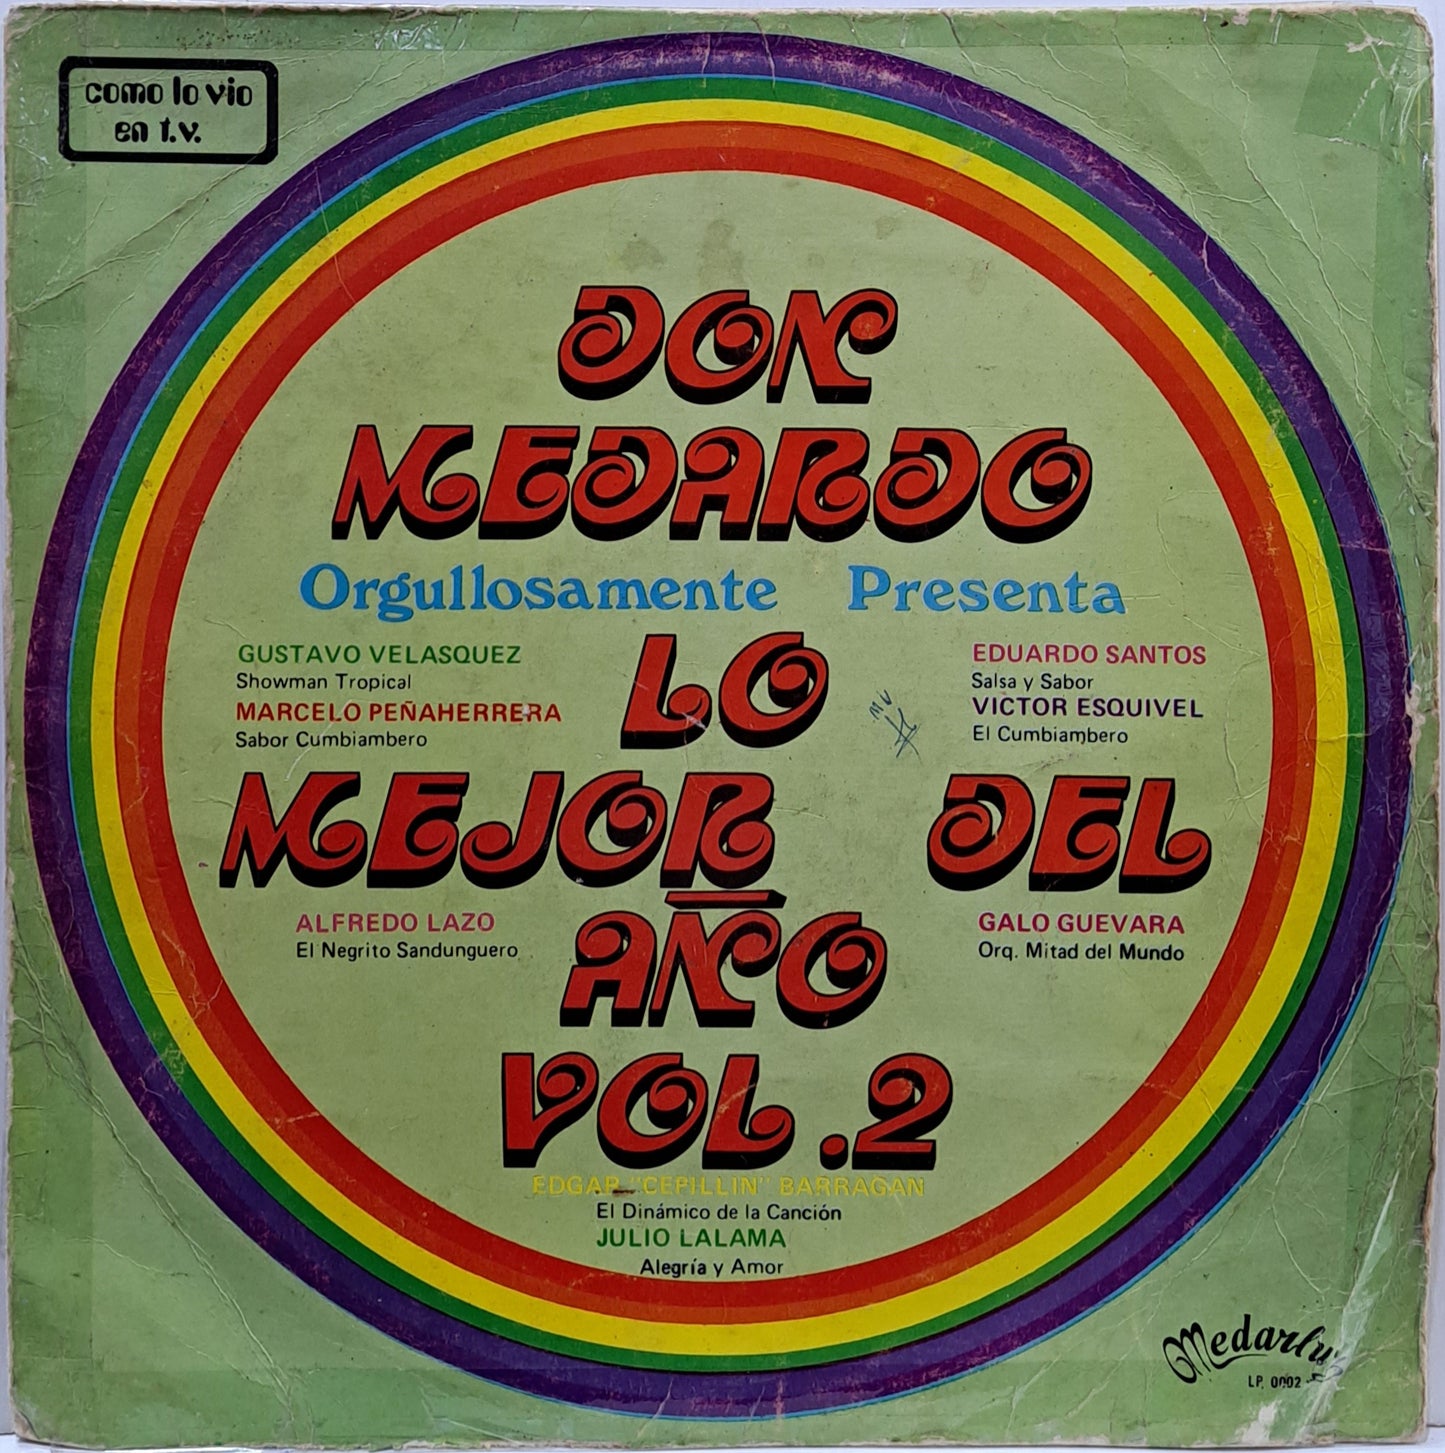 como lo vio
en t.v.
DON
MEDARDO
Orgullosamente Presenta
GUSTAVO VELASQUEZ
Showman Tropical
MARCELO PEÑAHERRERA
Sabor Cumbiambero
LO
EDUARDO SANTOS
Salsa y Sabor
VICTOR ESQUIVEL
El Cumbiambero
MEJOR DEL
ALFREDO LAZO
El Negrito Sandunguero
AÑO
GALO GUEVARA
Orq. Mitad del Mundo
VOL.2
EDGAR "CEPILLIN" BARRAGAN
El Dinámico de la Canción
JULIO LALAMA
Alegría y Amor
LP. 0002